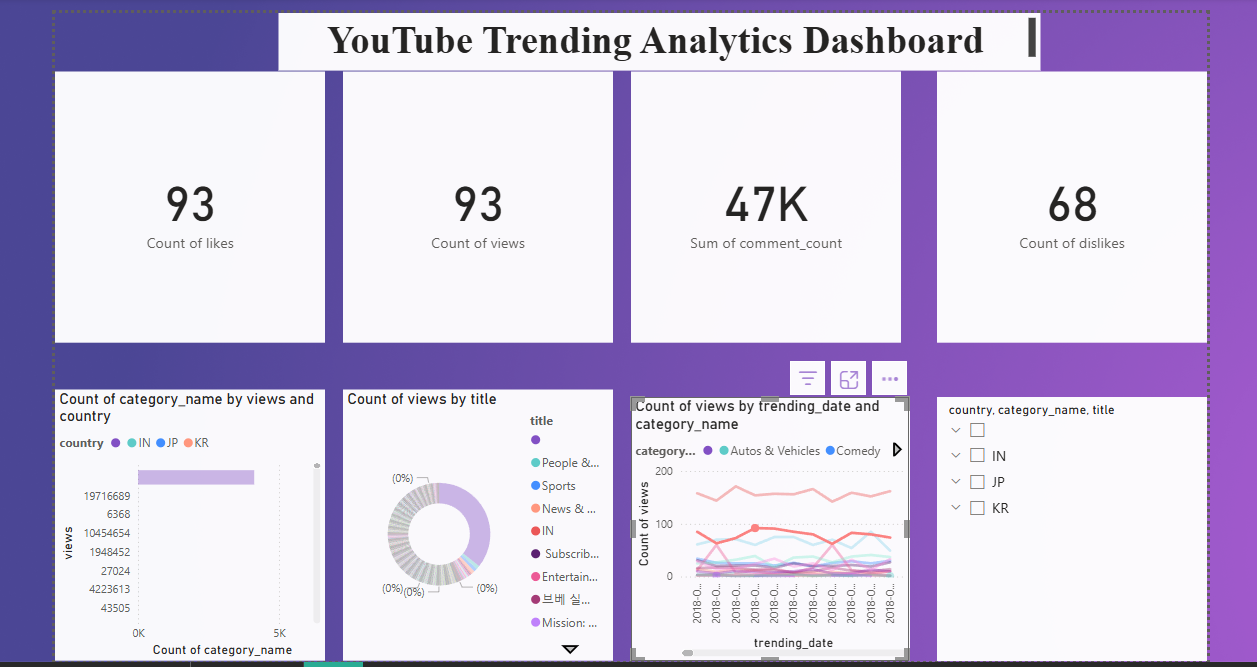 YouTube Trending Analytics Dashboard
93
Count of likes
93
Count of views
47K
Sum of comment_count
68
Count of dislikes
Count of category_name by views and
country
country IN JP KR
19716689
6368
10454654
1948452
27024
4223613
43505
views
0K 5K
Count of category_name
Count of views by title
title
People &...
Sports
News & ...
IN
Subscrib...
Entertain...
브베 실...
Mission: ...
(0%)
(0%)
(0%)
(0%)
Count of views by trending_date and
category_name
category... Autos & Vehicles Comedy
200
100
0
Count of views
2018-0...
2018-0...
2018-0...
2018-0...
2018-0...
2018-0...
2018-0...
2018-0...
2018-0...
2018-0...
2018-0...
trending_date
country, category_name, title
IN
JP
KR